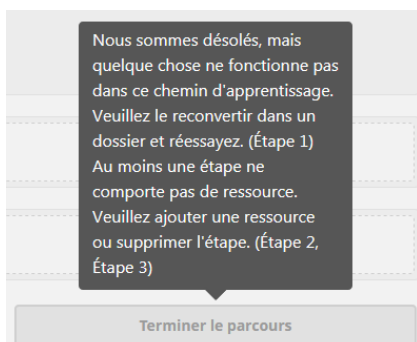 Nous sommes désolés, mais
quelque chose ne fonctionne pas
dans ce chemin d'apprentissage.
Veuillez le reconvertir dans un
dossier et réessayez. (Étape 1)
Au moins une étape ne
comporte pas de ressource.
Veuillez ajouter une ressource
ou supprimer l'étape. (Étape 2,
Étape 3)
Terminer le parcours